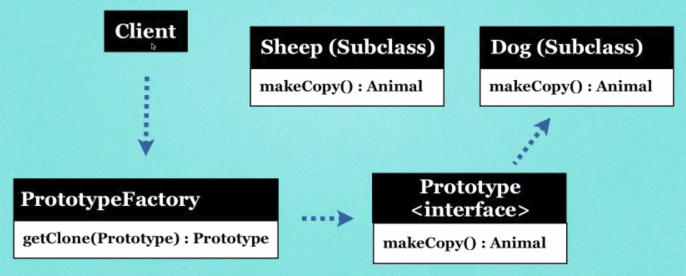 Client
Sheep (Subclass)
makeCopy() : Animal
Dog (Subclass)
makeCopy() : Animal
PrototypeFactory
getClone(Prototype) : Prototype
Prototype
<interface>
makeCopy() : Animal